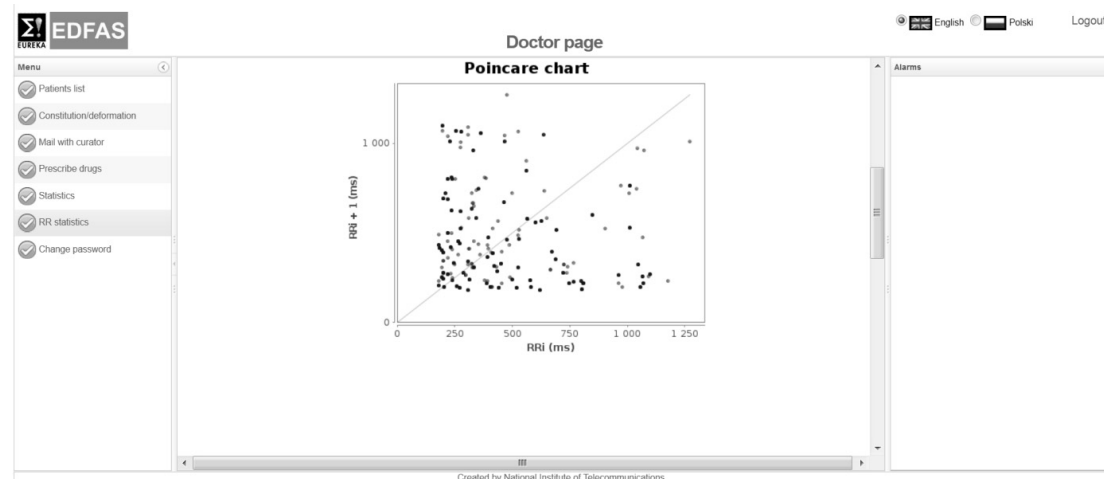 Σ!
EUREKA
EDFAS
Doctor page
English
Polski
Logout
Menu
Patients list
Constitution/deformation
Mail with curator
Prescribe drugs
Statistics
RR statistics
Change password
Poincare chart
RRi + 1 (ms)
1 000
0
0 250 500 750 1 000 1 250
RRi (ms)
Alarms
Created by National Institute of Telecommunications